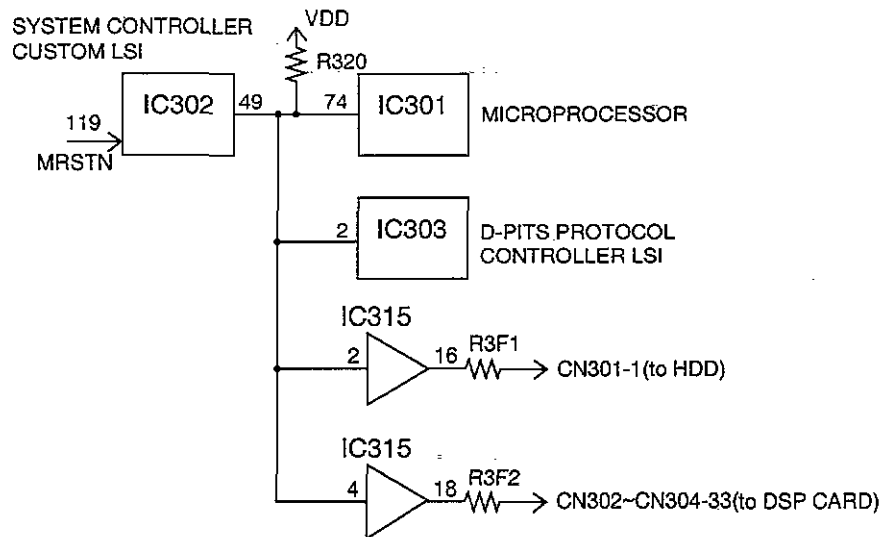 SYSTEM CONTROLLER
CUSTOM LSI
VDD
R320
IC302
49
74
IC301
MICROPROCESSOR
119
MRSTN
2
IC303
D-PITS PROTOCOL
CONTROLLER LSI
IC315
2
16
R3F1
CN301-1(to HDD)
IC315
4
18
R3F2
CN302~CN304-33(to DSP CARD)